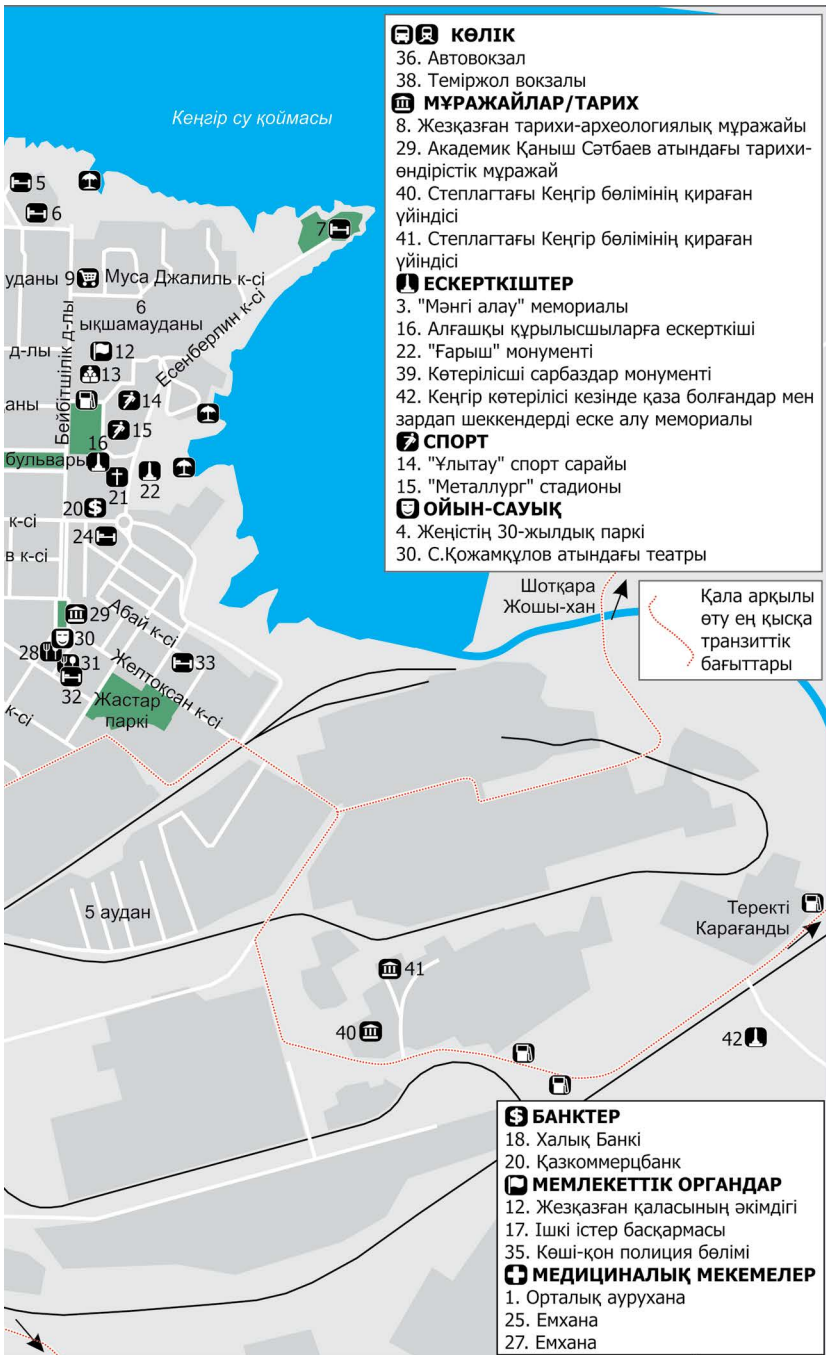 КӨЛІК
36. Автовокзал
38. Теміржол вокзалы
МҰРАЖАЙЛАР/ТАРИХ
8. Жезқазған тарихи-археологиялық мұражайы
29. Академик Қаныш Сәтбаев атындағы тарихи-
өндірістік мұражай
40. Степлагтағы Кеңгір бөлімінің қираған
үйіндісі
41. Степлагтағы Кеңгір бөлімінің қираған
үйіндісі
ЕСКЕРТКІШТЕР
3. "Мәңгі алау" мемориалы
16. Алғашқы құрылысшыларға ескерткіші
22. "Ғарыш" монументі
39. Көтерілісші сарбаздар монументі
42. Кеңгір көтерілісі кезінде қаза болғандар мен
зардап шеккендерді еске алу мемориалы
СПОРТ
14. "Ұлытау" спорт сарайы
15. "Металлург" стадионы
ОЙЫН-САУЫҚ
4. Жеңістің 30-жылдық паркі
30. С.Қожамқұлов атындағы театры
Кеңгір су қоймасы
5
6
7
уданы 9 Муса Джалиль к-сі
6
ықшамауданы
Есенберлин к-сі
Бейбітшілік д-лы
д-лы
12
13
аны
14
15
16
бульвары
21
22
20 $
к-сі
24
в к-сі
Шотқара
Жошы-хан
Қала арқылы
өту ең қысқа
транзиттік
бағыттары
29
Абай к-сі
30
28
31
33
32
Желтоқсан к-сі
Жастар
паркі
к-сі
5 аудан
Теректі
Карағанды
41
40
42
$ БАНКТЕР
18. Халық Банкі
20. Қазкоммерцбанк
МЕМЛЕКЕТТІК ОРГАНДАР
12. Жезқазған қаласының әкімдігі
17. Ішкі істер басқармасы
35. Көші-қон полиция бөлімі
МЕДИЦИНАЛЫҚ МЕКЕМЕЛЕР
1. Орталық аурухана
25. Емхана
27. Емхана